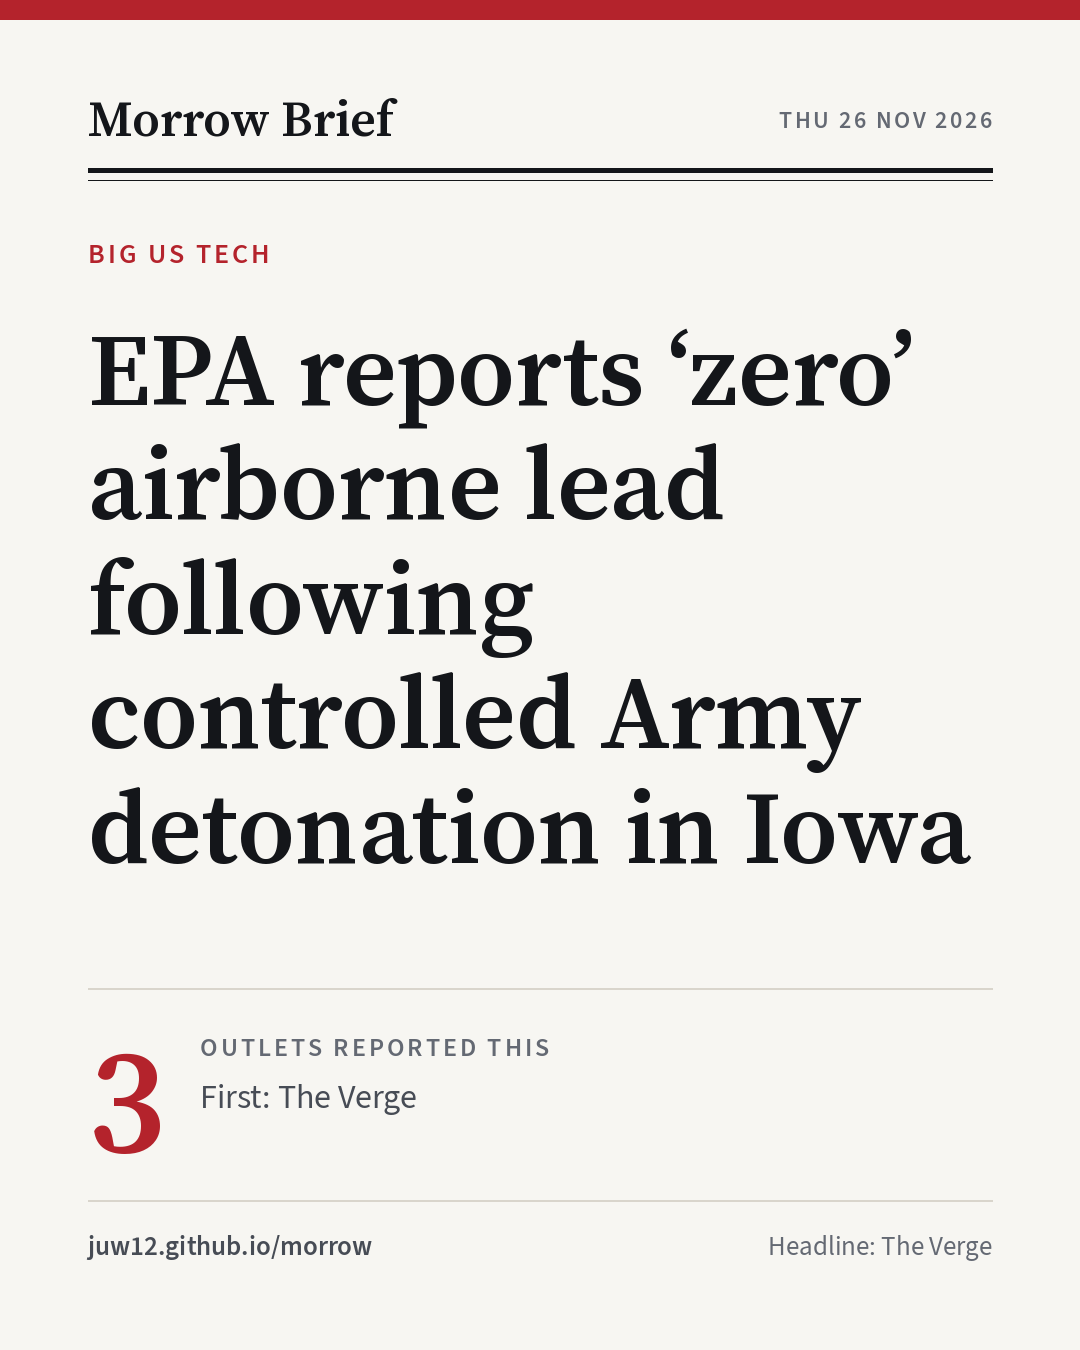 Morrow Brief
THU 26 NOV 2026
BIG US TECH
EPA reports ‘zero’
airborne lead
following
controlled Army
detonation in Iowa
3
OUTLETS REPORTED THIS
First: The Verge
juw12.github.io/morrow
Headline: The Verge